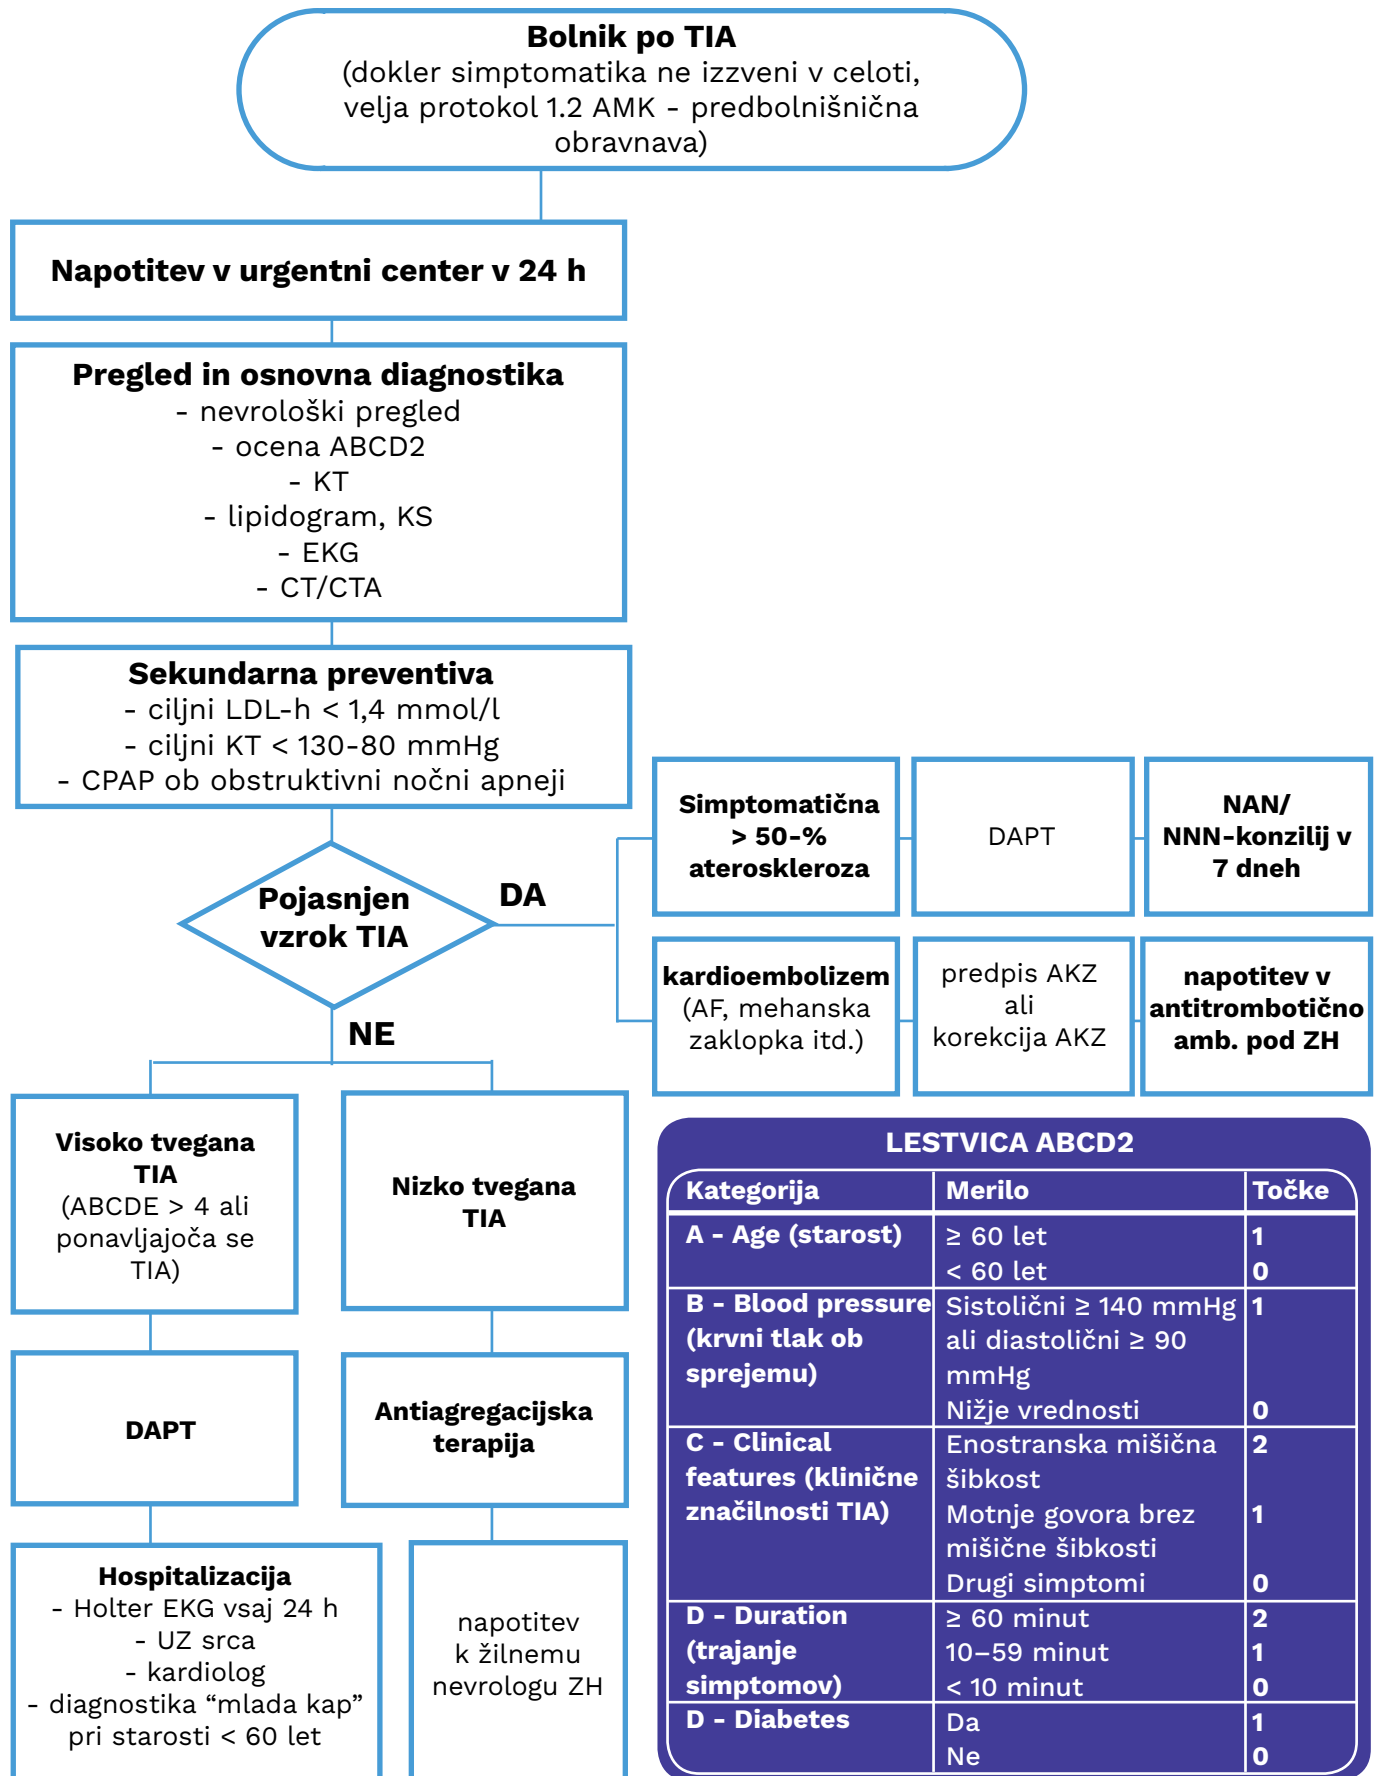 Bolnik po TIA
(dokler simptomatika ne izzveni v celoti,
velja protokol 1.2 AMK - predbolnišnična
obravnava)
Napotitev v urgentni center v 24 h
Pregled in osnovna diagnostika
- nevrološki pregled
- ocena ABCD2
- KT
- lipidogram, KS
- EKG
- CT/CTA
Sekundarna preventiva
- ciljni LDL-h < 1,4 mmol/l
- ciljni KT < 130-80 mmHg
- CPAP ob obstruktivni nočni apneji
Pojasnjen
vzrok TIA
DA
Simptomatična
> 50-%
ateroskleroza
DAPT
NAN/
NNN-konzilij v
7 dneh
kardioembolizem
(AF, mehanska
zaklopka itd.)
predpis AKZ
ali
korekcija AKZ
napotitev v
antitrombotično
amb. pod ZH
NE
Visoko tvegana
TIA
(ABCDE > 4 ali
ponavljajoča se
TIA)
DAPT
Hospitalizacija
- Holter EKG vsaj 24 h
- UZ srca
- kardiolog
- diagnostika “mlada kap”
pri starosti < 60 let
Nizko tvegana
TIA
Antiagregacijska
terapija
napotitev
k žilnemu
nevrologu ZH
LESTVICA ABCD2
Kategorija Merilo Točke
A - Age (starost) ≥ 60 let 1
< 60 let 0
B - Blood pressure Sistolični ≥ 140 mmHg 1
(krvni tlak ob ali diastolični ≥ 90
sprejemu) mmHg
Nižje vrednosti 0
C - Clinical Enostranska mišična 2
features (klinične šibkost
značilnosti TIA) Motnje govora brez 1
mišične šibkosti
Drugi simptomi 0
D - Duration ≥ 60 minut 2
(trajanje 10–59 minut 1
simptomov) < 10 minut 0
D - Diabetes Da 1
Ne 0